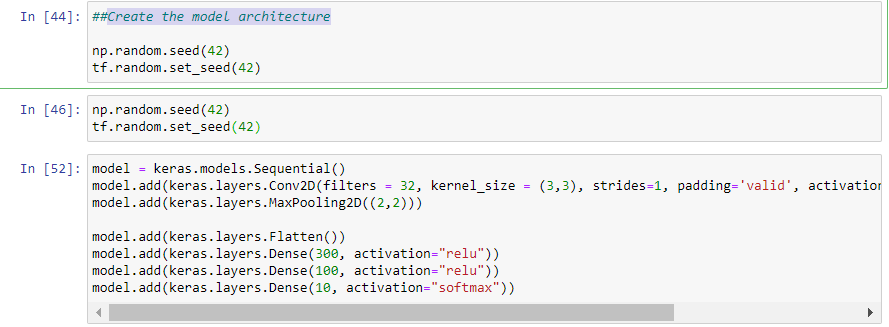 In [44]: ##Create the model architecture
np.random.seed(42)
tf.random.set_seed(42)
In [46]: np.random.seed(42)
tf.random.set_seed(42)
In [52]: model = keras.models.Sequential()
model.add(keras.layers.Conv2D(filters = 32, kernel_size = (3,3), strides=1, padding='valid',
model.add(keras.layers.MaxPooling2D((2,2)))
model.add(keras.layers.Flatten())
model.add(keras.layers.Dense(300, activation="relu"))
model.add(keras.layers.Dense(100, activation="relu"))
model.add(keras.layers.Dense(10, activation="softmax"))